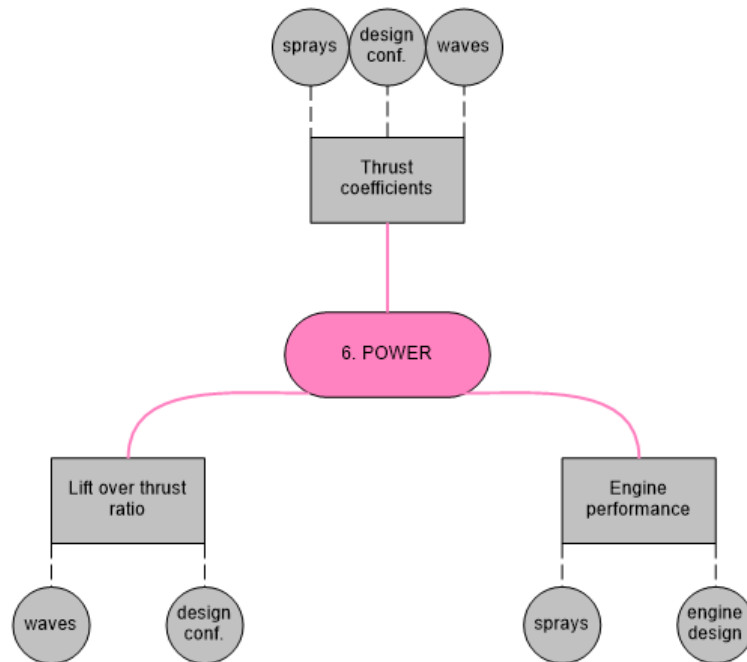 sprays
design
conf.
waves
Thrust
coefficients
6. POWER
Lift over thrust
ratio
Engine
performance
waves
design
conf.
sprays
engine
design